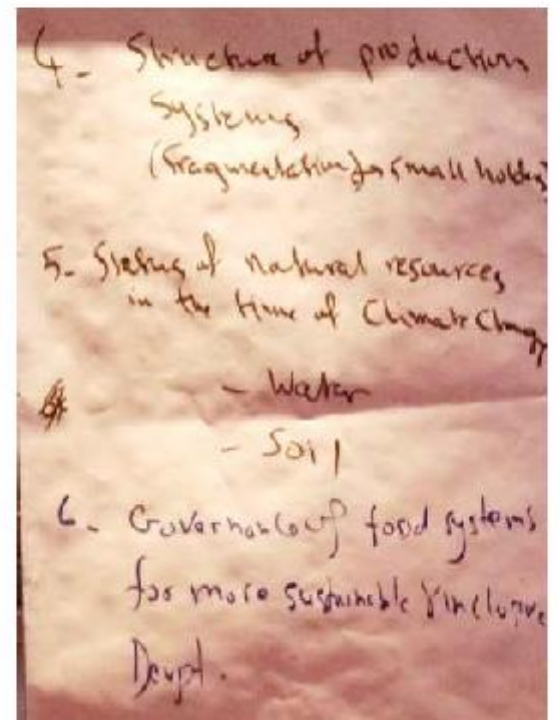 4- Structure of production
Systems
(fragmentation for small holders)
5- Status of natural resources
in the time of Climate Change
- Water
- Soil
6- Governance of food systems
for more sustainable & inclusive
Devpt.